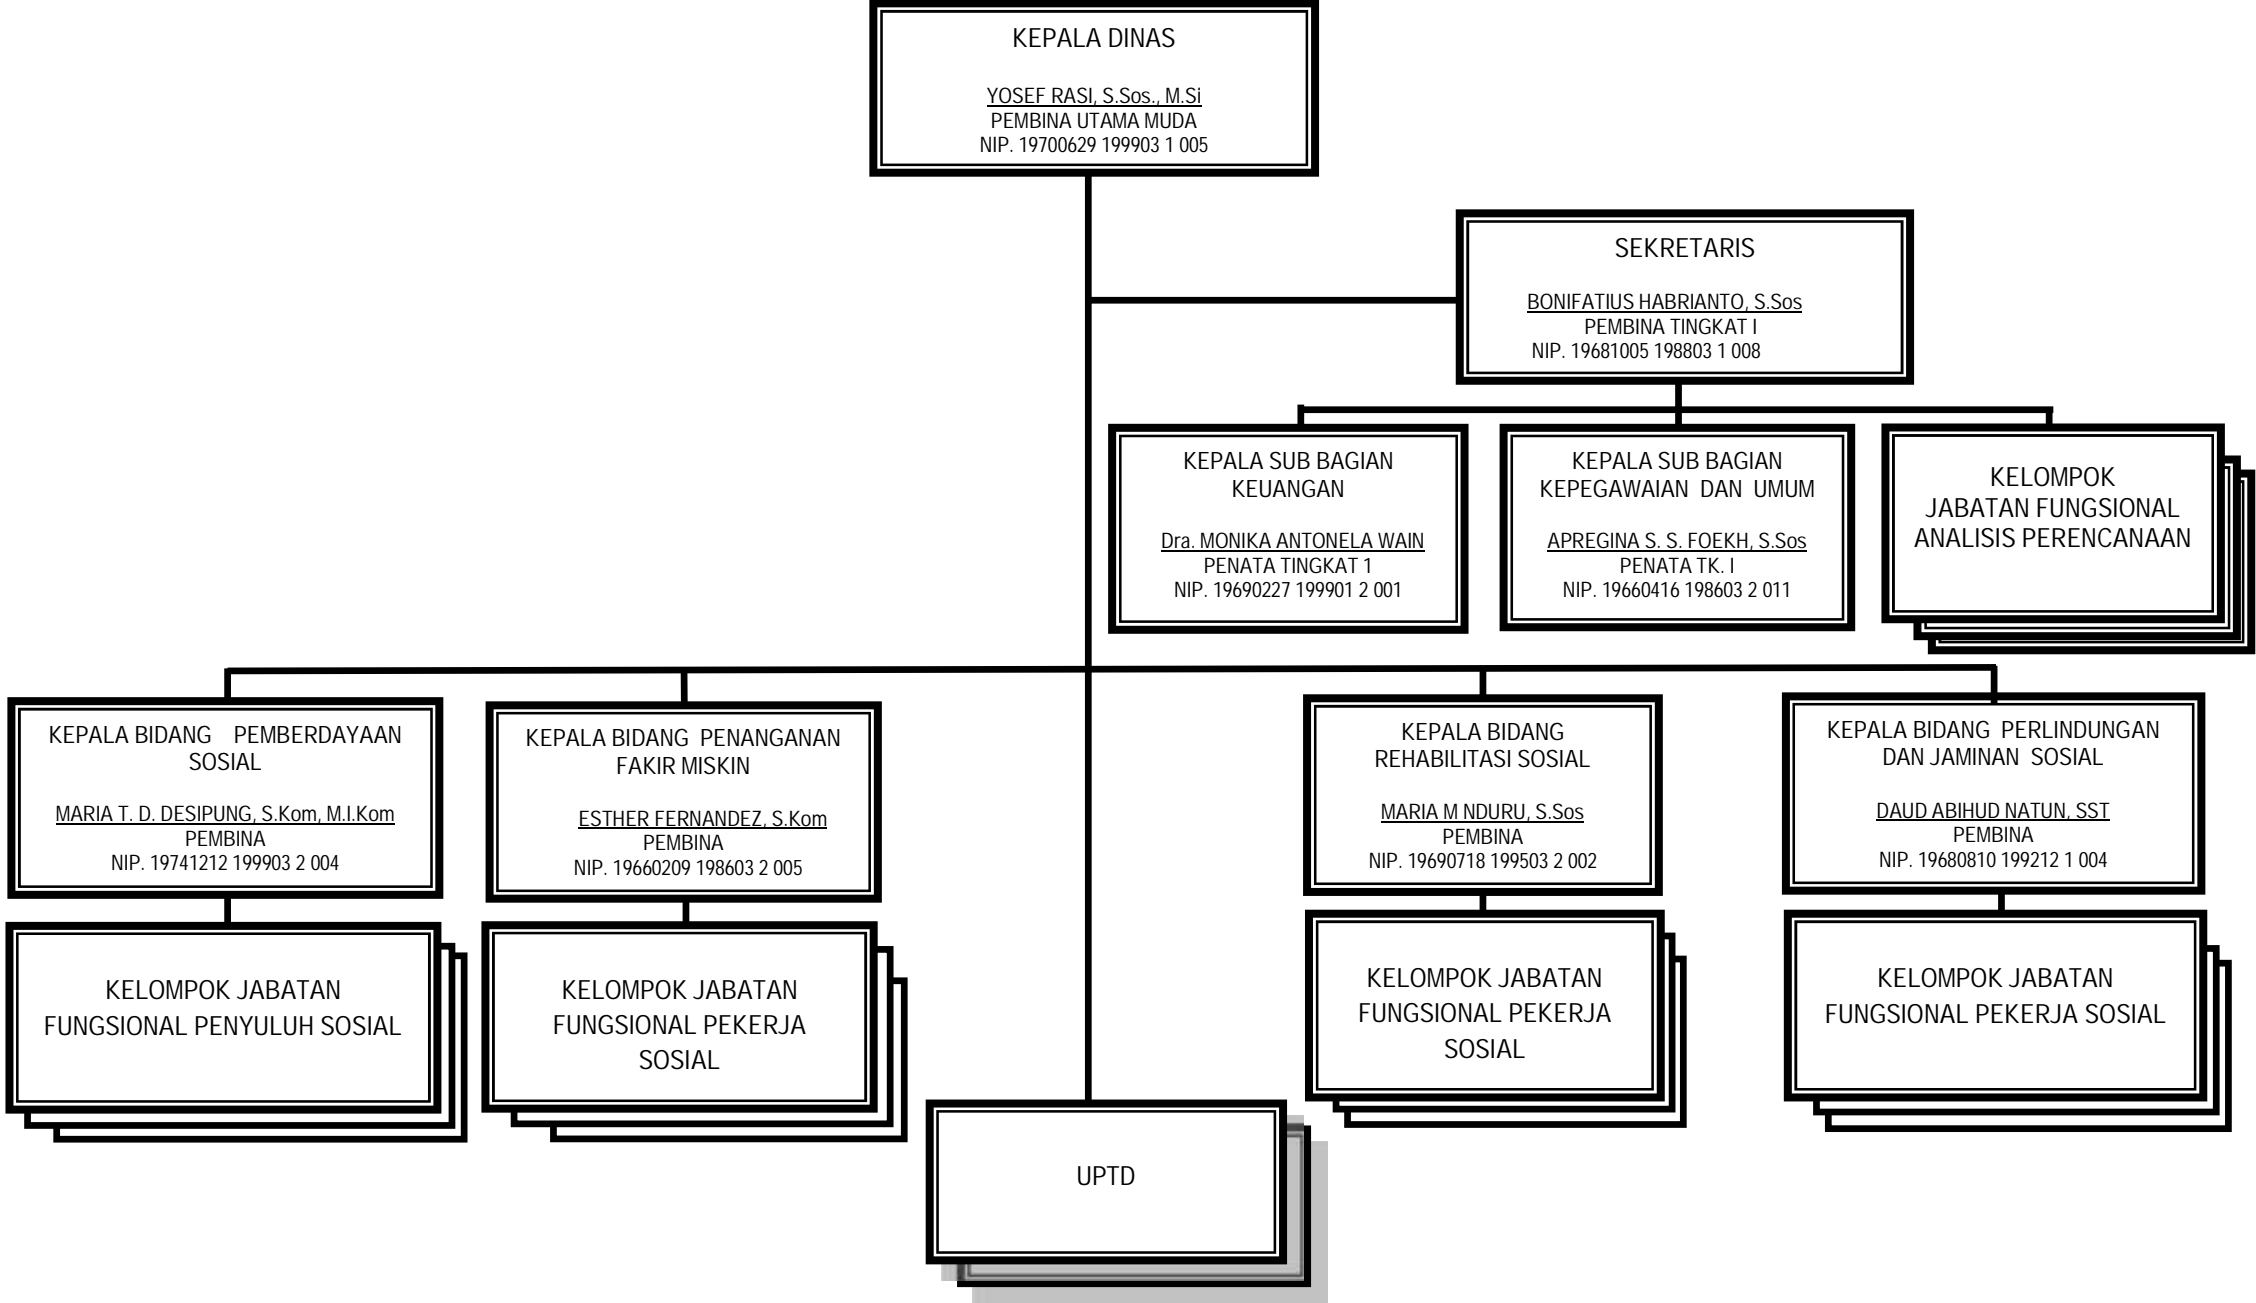 KEPALA DINAS
YOSEF RASI, S.Sos., M.Si
PEMBINA UTAMA MUDA
NIP. 19700629 199903 1 005
SEKRETARIS
BONIFATIUS HABRIANTO, S.Sos
PEMBINA TINGKAT I
NIP. 19681005 198803 1 008
KEPALA SUB BAGIAN
KEUANGAN
Dra. MONIKA ANTONELA WAIN
PENATA TINGKAT 1
NIP. 19690227 199901 2 001
KEPALA SUB BAGIAN
KEPEGAWAIAN DAN UMUM
APREGINA S. S. FOEKH, S.Sos
PENATA TK. I
NIP. 19660416 198603 2 011
KELOMPOK
JABATAN FUNGSIONAL
ANALISIS PERENCANAAN
KEPALA BIDANG PEMBERDAYAAN
SOSIAL
MARIA T. D. DESIPUNG, S.Kom, M.I.Kom
PEMBINA
NIP. 19741212 199903 2 004
KEPALA BIDANG PENANGANAN
FAKIR MISKIN
ESTHER FERNANDEZ, S.Kom
PEMBINA
NIP. 19660209 198603 2 005
KEPALA BIDANG
REHABILITASI SOSIAL
MARIA M NDURU, S.Sos
PEMBINA
NIP. 19690718 199503 2 002
KEPALA BIDANG PERLINDUNGAN
DAN JAMINAN SOSIAL
DAUD ABIHUD NATUN, SST
PEMBINA
NIP. 19680810 199212 1 004
KELOMPOK JABATAN
FUNGSIONAL PENYULUH SOSIAL
KELOMPOK JABATAN
FUNGSIONAL PEKERJA
SOSIAL
KELOMPOK JABATAN
FUNGSIONAL PEKERJA
SOSIAL
KELOMPOK JABATAN
FUNGSIONAL PEKERJA SOSIAL
UPTD